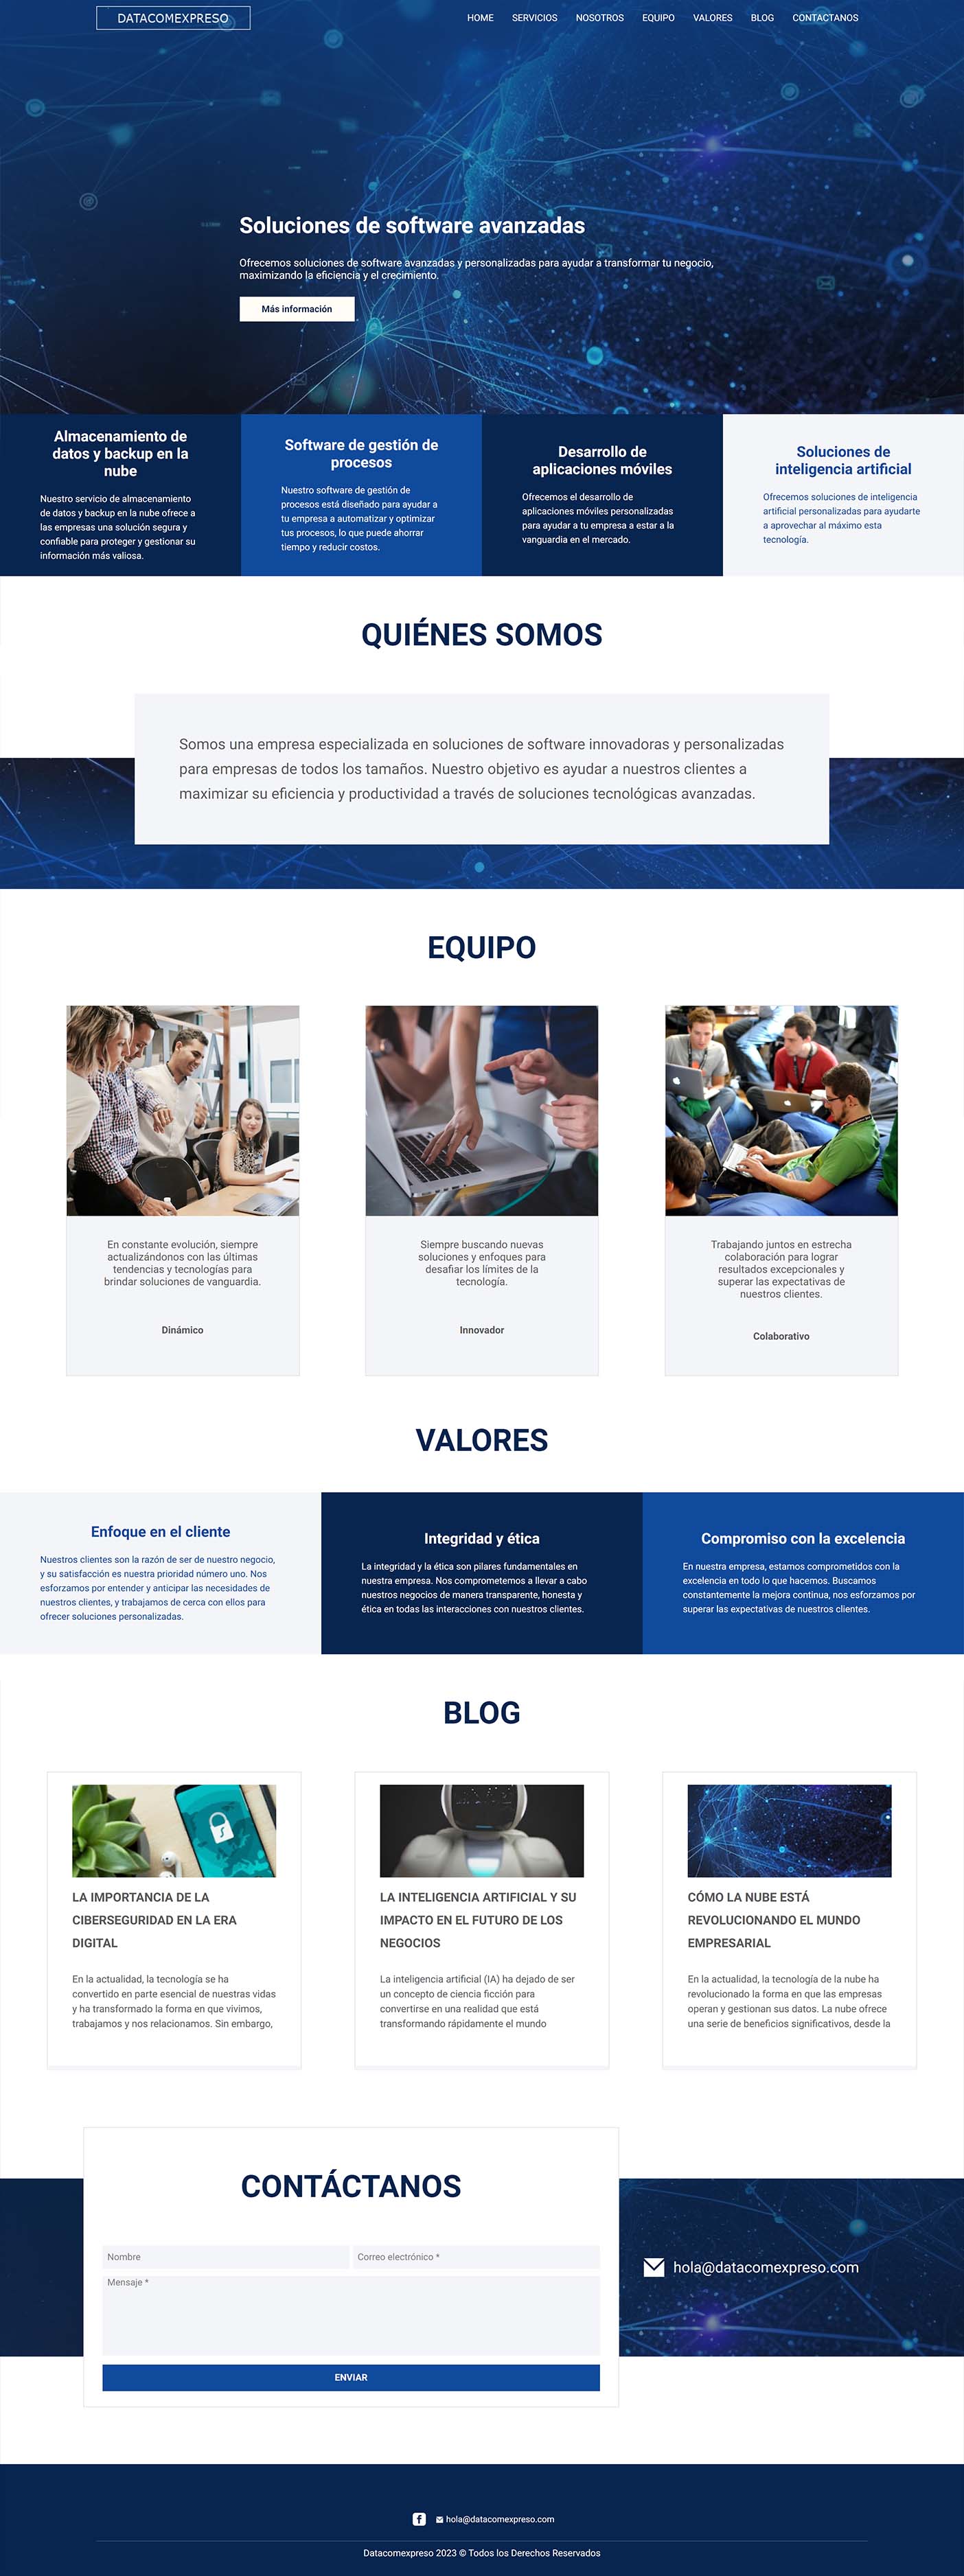 DATACOMEXPRESO
HOME SERVICIOS NOSOTROS EQUIPO VALORES BLOG CONTACTANOS
Soluciones de software avanzadas
Ofrecemos soluciones de software avanzadas y personalizadas para ayudar a transformar tu negocio,
maximizando la eficiencia y el crecimiento.
Más información
Almacenamiento de
datos y backup en la
nube
Nuestro servicio de almacenamiento
de datos y backup en la nube ofrece a
las empresas una solución segura y
confiable para proteger y gestionar su
información más valiosa.
Software de gestión de
procesos
Nuestro software de gestión de
procesos está diseñado para ayudar a
tu empresa a automatizar y optimizar
tus procesos, lo que puede ahorrar
tiempo y reducir costos.
Desarrollo de
aplicaciones móviles
Ofrecemos el desarrollo de
aplicaciones móviles personalizadas
para ayudar a tu empresa a estar a la
vanguardia en el mercado.
Soluciones de
inteligencia artificial
Ofrecemos soluciones de inteligencia
artificial personalizadas para ayudarte
a aprovechar al máximo esta
tecnología.
QUIÉNES SOMOS
Somos una empresa especializada en soluciones de software innovadoras y personalizadas
para empresas de todos los tamaños. Nuestro objetivo es ayudar a nuestros clientes a
maximizar su eficiencia y productividad a través de soluciones tecnológicas avanzadas.
EQUIPO
En constante evolución, siempre
actualizándonos con las últimas
tendencias y tecnologías para
brindar soluciones de vanguardia.
Dinámico
Siempre buscando nuevas
soluciones y enfoques para
desafiar los límites de la
tecnología.
Innovador
Trabajando juntos en estrecha
colaboración para lograr
resultados excepcionales y
superar las expectativas de
nuestros clientes.
Colaborativo
VALORES
Enfoque en el cliente
Nuestros clientes son la razón de ser de nuestro negocio,
y su satisfacción es nuestra prioridad número uno. Nos
esforzamos por entender y anticipar las necesidades de
nuestros clientes, y trabajamos de cerca con ellos para
ofrecer soluciones personalizadas.
Integridad y ética
La integridad y la ética son pilares fundamentales en
nuestra empresa. Nos comprometemos a llevar a cabo
nuestros negocios de manera transparente, honesta y
ética en todas las interacciones con nuestros clientes.
Compromiso con la excelencia
En nuestra empresa, estamos comprometidos con la
excelencia en todo lo que hacemos. Buscamos
constantemente la mejora continua, nos esforzamos por
superar las expectativas de nuestros clientes.
BLOG
LA IMPORTANCIA DE LA
CIBERSEGURIDAD EN LA ERA
DIGITAL
En la actualidad, la tecnología se ha
convertido en parte esencial de nuestras vidas
y ha transformado la forma en que vivimos,
trabajamos y nos relacionamos. Sin embargo,
LA INTELIGENCIA ARTIFICIAL Y SU
IMPACTO EN EL FUTURO DE LOS
NEGOCIOS
La inteligencia artificial (IA) ha dejado de ser
un concepto de ciencia ficción para
convertirse en una realidad que está
transformando rápidamente el mundo
CÓMO LA NUBE ESTÁ
REVOLUCIONANDO EL MUNDO
EMPRESARIAL
En la actualidad, la tecnología de la nube ha
revolucionado la forma en que las empresas
operan y gestionan sus datos. La nube ofrece
una serie de beneficios significativos, desde la
CONTÁCTANOS
Nombre
Correo electrónico *
Mensaje *
ENVIAR
hola@datacomexpreso.com
hola@datacomexpreso.com
Datacomexpreso 2023 © Todos los Derechos Reservados